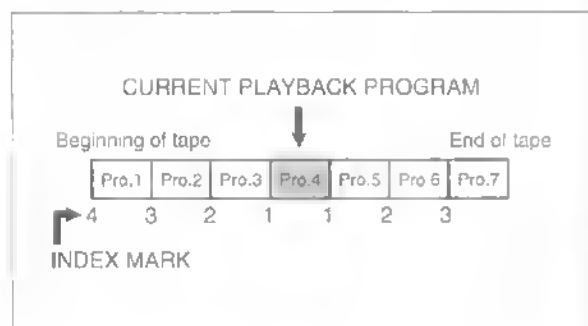 CURRENT PLAYBACK PROGRAM
Beginning of tape End of tape
Pro.1 Pro.2 Pro.3 Pro.4 Pro.5 Pro 6 Pro.7
4 3 2 1 1 2 3
INDEX MARK